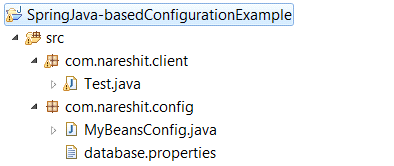 SpringJava-basedConfigurationExample
src
com.nareshit.client
Test.java
com.nareshit.config
MyBeansConfig.java
database.properties